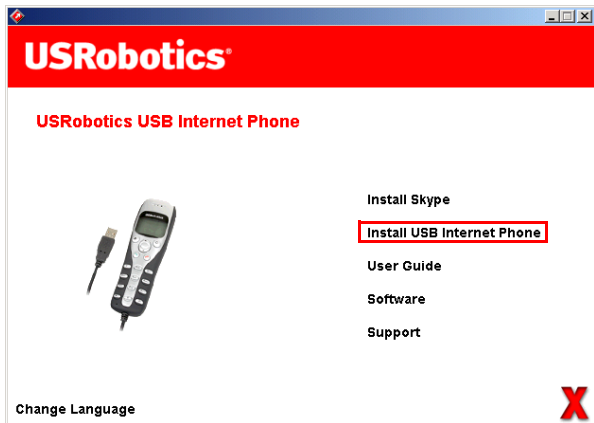 USRobotics®
USRobotics USB Internet Phone
Install Skype
Install USB Internet Phone
User Guide
Software
Support
Change Language
X